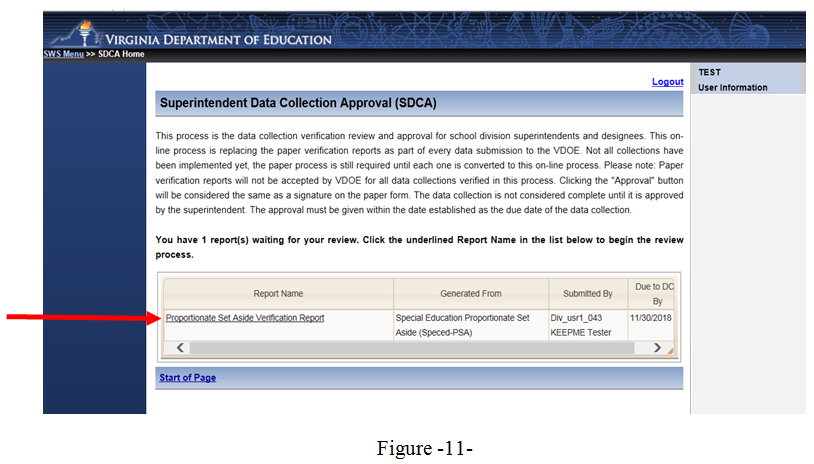 VIRGINIA DEPARTMENT OF EDUCATION
SWS Menu >> SDCA Home
TEST
User Information
Logout
Superintendent Data Collection Approval (SDCA)
This process is the data collection verification review and approval for school division superintendents and designees. This on-
line process is replacing the paper verification reports as part of every data submission to the VDOE. Not all collections have
been implemented yet, the paper process is still required until each one is converted to this on-line process. Please note: Paper
verification reports will not be accepted by VDOE for all data collections verified in this process. Clicking the "Approval" button
will be considered the same as a signature on the paper form. The data collection is not considered complete until it is approved
by the superintendent. The approval must be given within the date established as the due date of the data collection.
You have 1 report(s) waiting for your review. Click the underlined Report Name in the list below to begin the review
process.
Report Name Generated From Submitted By Due to DO
By
Proportionate Set Aside Verification Report Special Education Proportionate Set Div_usr1_043 11/30/2018
Aside (Speced-PSA) KEEPME Tester
Start of Page
Figure -11-